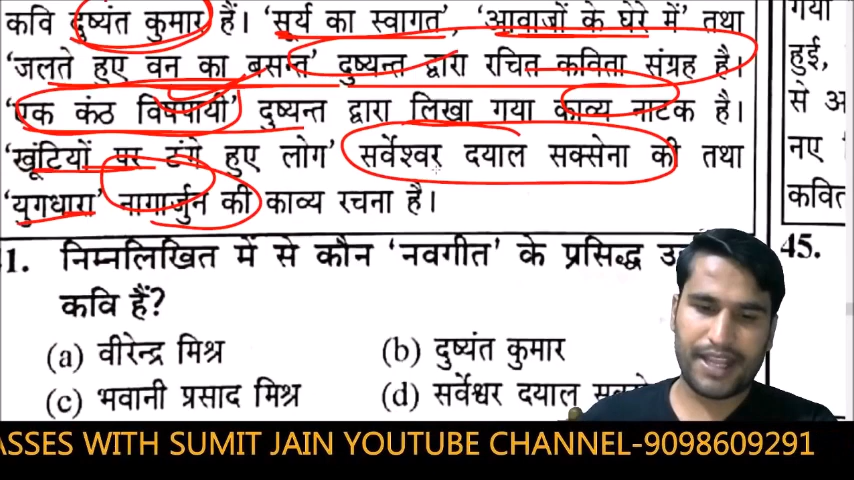 कवि दुष्यंत कुमार हैं। ‘सूर्य का स्वागत’, ‘आवाजों के घेरे में’ तथा
‘जलते हुए वन का बसन्त’ दुष्यन्त द्वारा रचित कविता संग्रह है।
‘एक कंठ विषपायी’ दुष्यन्त द्वारा लिखा गया काव्य नाटक है।
‘खूंटियों पर टंगे हुए लोग’ सर्वेश्वर दयाल सक्सेना की तथा
‘युगधारा’ नागार्जुन की काव्य रचना है।
1. निम्नलिखित में से कौन ‘नवगीत’ के प्रसिद्ध
कवि हैं?
(a) वीरेन्द्र मिश्र (b) दुष्यंत कुमार
(c) भवानी प्रसाद मिश्र (d) सर्वेश्वर दयाल
गया
हुई,
से
नए
45.
ASSES WITH SUMIT JAIN YOUTUBE CHANNEL-9098609291